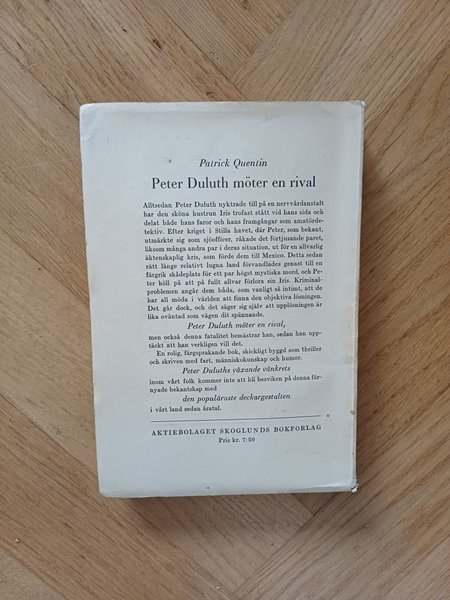 Patrick Quentin
Peter Duluth möter en rival
Alltsedan Peter Duluth nyktrade till på en nervvårdanstalt
har den sköna hustrun Iris trofast stått vid hans sida och
delat både hans faror och hans framgångar som amatörde-
tektiv. Efter kriget i Stilla havet, där Peter, som bekant,
utmärkte sig som sjöofficer, råkade det förtjusande paret,
liksom många andra par i deras situation, ut för en allvarlig
äktenskaplig kris, som förde dem till Mexico. Detta sedan
rätt länge relativt lugna land förvandlades genast till en
färgrik skådeplats för ett par högst mystiska mord, och Pe-
ter höll på att på fullt allvar förlora sin Iris. Kriminal-
problemen angår dem båda, som vanligt så intimt, att de
har all möda i världen att finna den objektiva lösningen.
Det går dock, och det säger sig själv att upplösningen är
lika oväntad som vägen dit spännande.
Peter Duluth möter en rival,
men också denna fatalitet bemästrar han, sedan han upp-
täckt att han verkligen vill det.
En rolig, färgsprakande bok, skickligt byggd som thriller
och skriven med fart, människokunskap och humor.
Peter Duluths växande vänkrets
inom vårt folk kommer inte att bli besviken på denna för-
nyade bekantskap med
den populäraste deckargestalten
i vårt land sedan åratal.
AKTIEBOLAGET SKOGLUNDS BOKFÖRLAG
Pris kr. 7:50